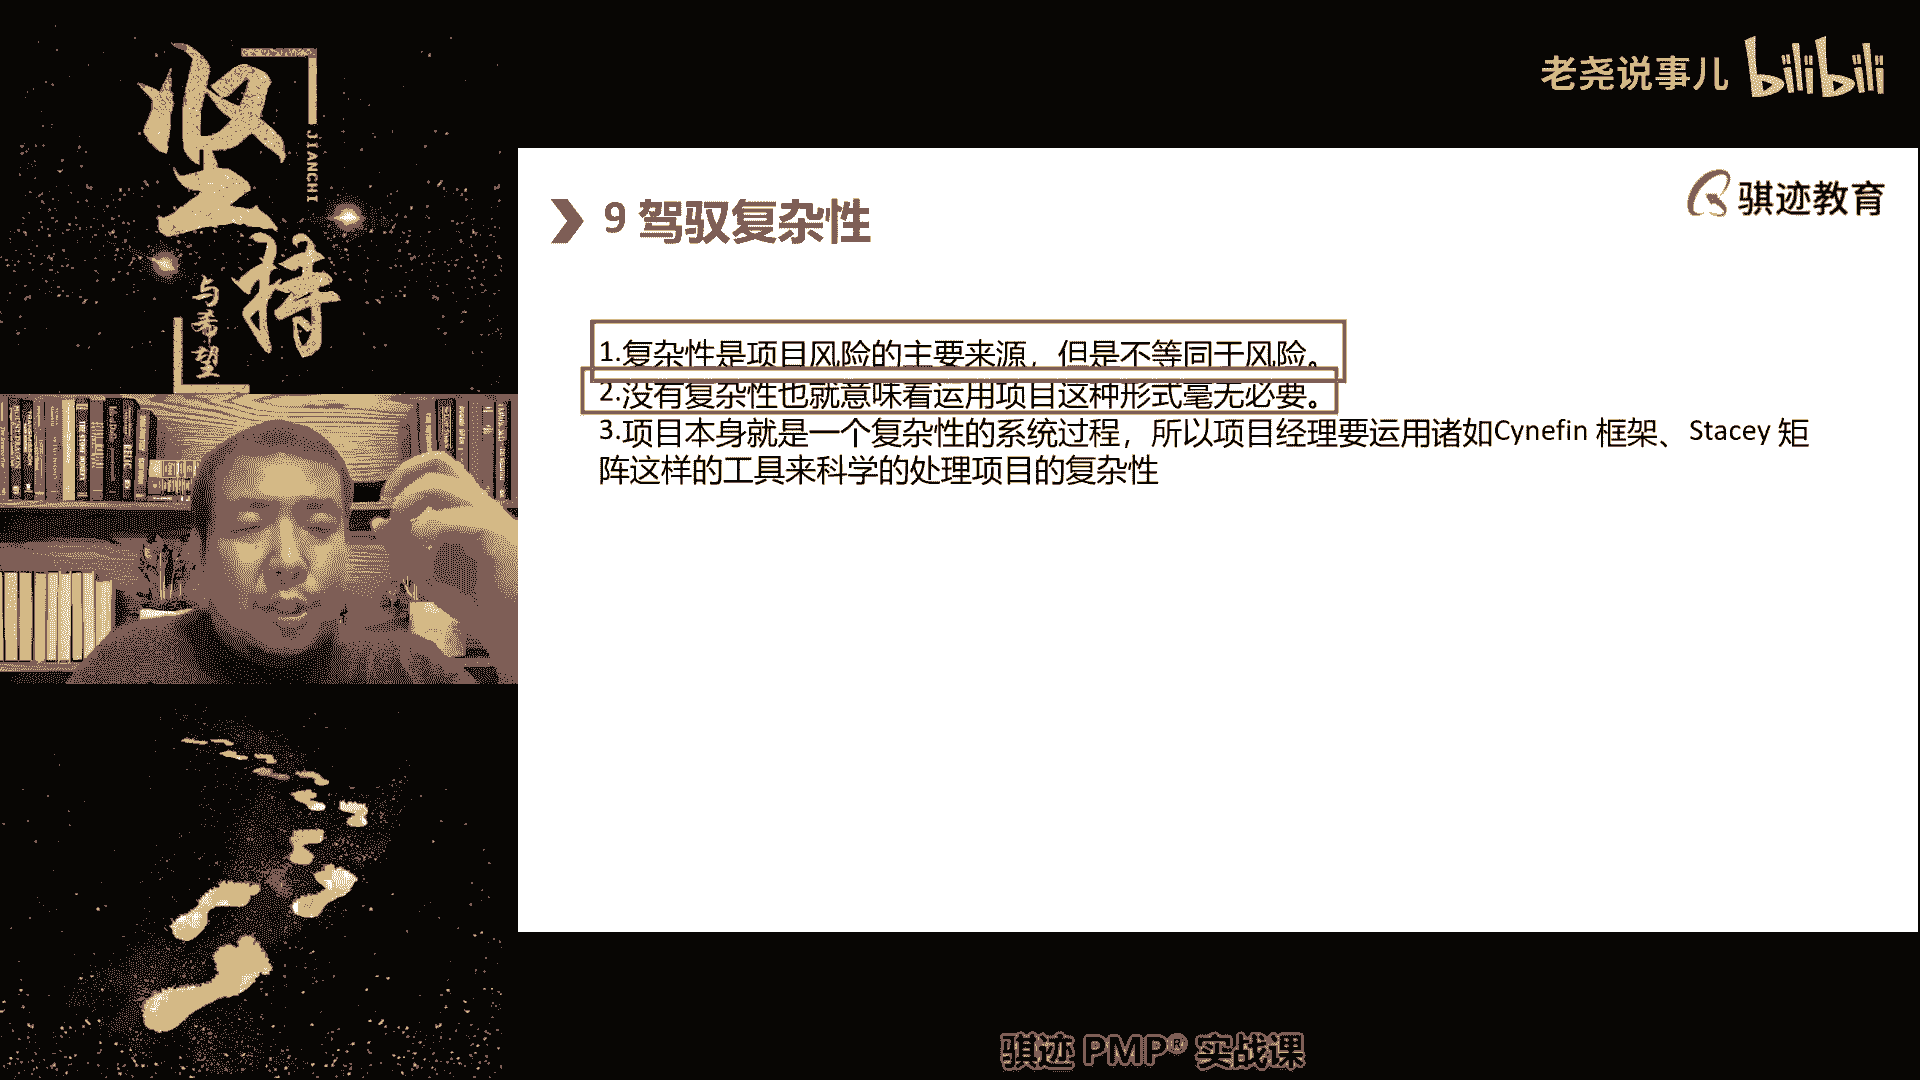 坚持
JIANCHI
与希望
老尧说事儿 bilibili
骐迹教育
9 驾驭复杂性
1.复杂性是项目风险的主要来源，但是不等同于风险。
2.没有复杂性也就意味着运用项目这种形式毫无必要。
3.项目本身就是一个复杂性的系统过程，所以项目经理要运用诸如Cynefin 框架、Stacey 矩
阵这样的工具来科学的处理项目的复杂性
骐迹 PMP® 实战课